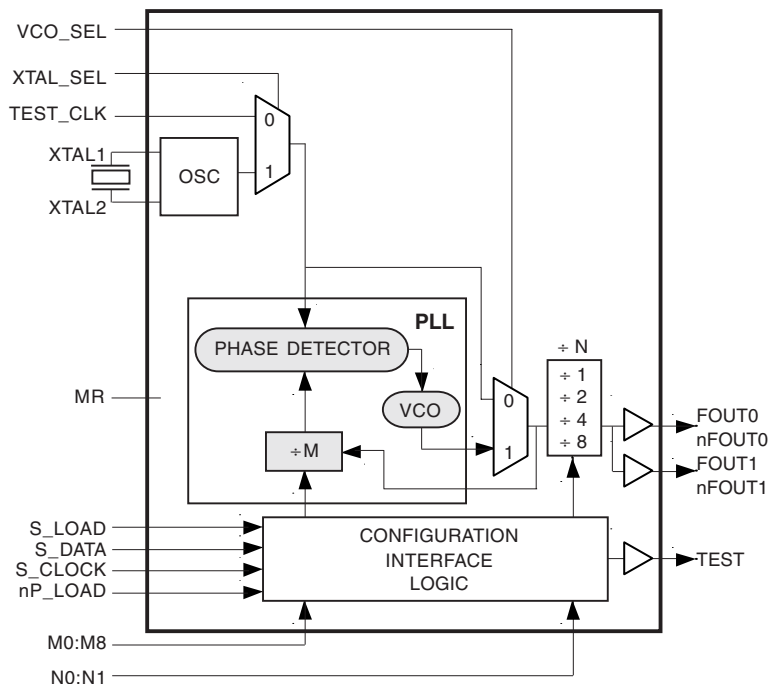 VCO_SEL
XTAL_SEL
TEST_CLK
0
XTAL1
OSC
1
XTAL2
PLL
PHASE DETECTOR
÷ N
÷ 1
÷ 2
÷ 4
÷ 8
MR
VCO
0
1
FOUT0
nFOUT0
FOUT1
nFOUT1
÷M
S_LOAD
S_DATA
S_CLOCK
nP_LOAD
CONFIGURATION
INTERFACE
LOGIC
TEST
M0:M8
N0:N1